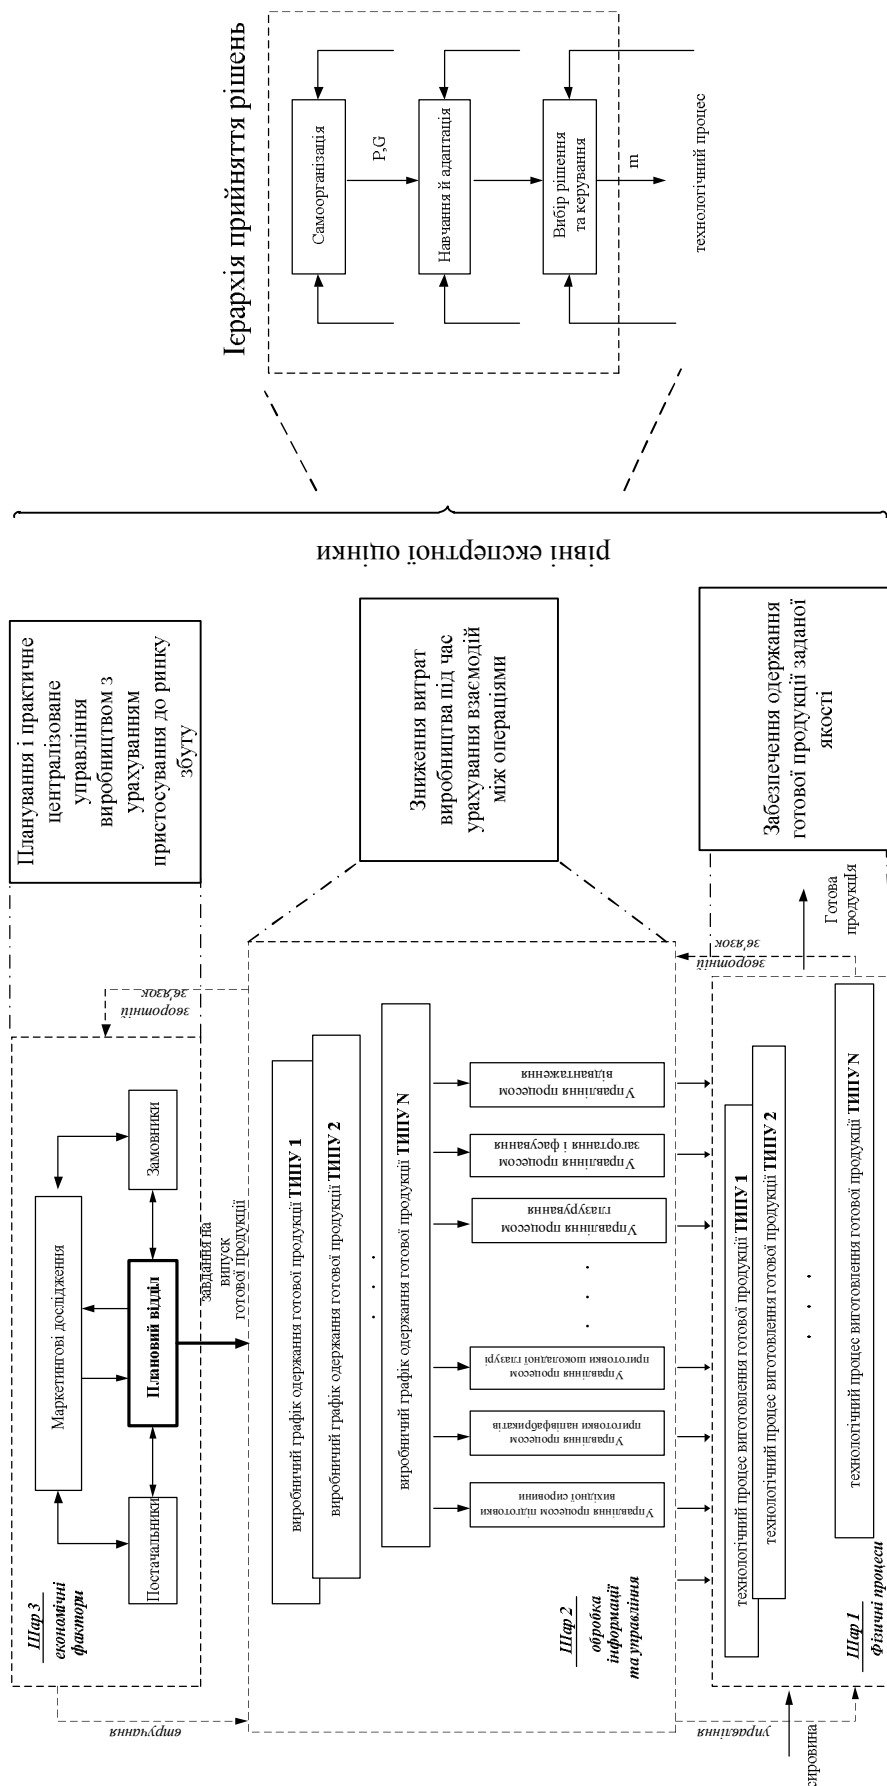 Ієрархія прийняття рішень
Самоорганізація
P,G
Навчання й адаптація
Вибір рішення
та керування
m
технологічний процес
рівні експертної оцінки
Планування і практичне
централізоване
управління
виробництвом з
урахуванням
пристосування до ринку
збуту
Зниження витрат
виробництва під час
урахування взаємодій
між операціями
Забезпечення одержання
готової продукції заданої
якості
Шар 3
економічні
фактори
Маркетингові дослідження
Постачальники
Плановий відділ
Замовники
зворотній
зв'язок
завдання на
випуск
готової продукції
втручання
виробничий графік одержання готової продукції ТИПУ 1
виробничий графік одержання готової продукції ТИПУ 2
. . .
виробничий графік одержання готової продукції ТИПУ N
Управління процесом підготовки
вихідної сировини
Управління процесом
приготовки напівфабрикатів
Управління процесом
приготовки шоколадної глазурі
. . .
Управління процесом
глазурування
Управління процесом
загортання і фасування
Управління процесом
відвантаження
Шар 2
обробка
інформації
та управління
зворотній
зв'язок
управління
технологічний процес виготовлення готової продукції ТИПУ 1
технологічний процес виготовлення готової продукції ТИПУ 2
. . .
технологічний процес виготовлення готової продукції ТИПУ N
Шар 1
Фізичні процеси
сировина
Готова
продукція